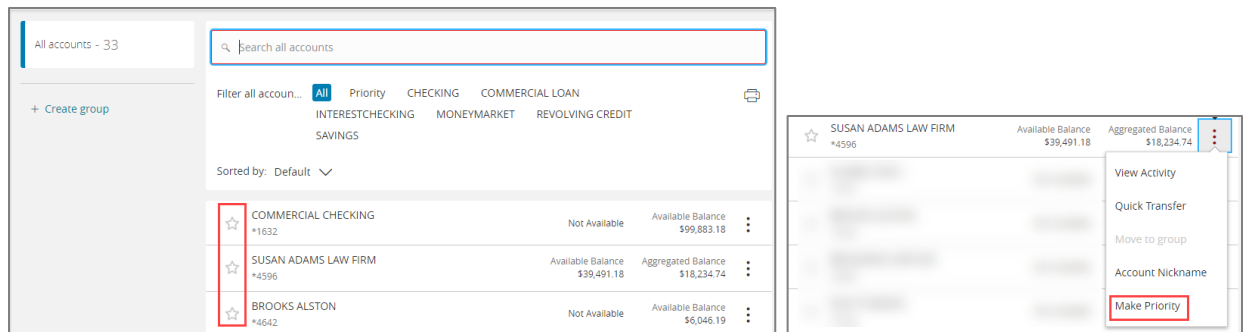 All accounts - 33
+ Create group
Search all accounts
Filter all accoun... All Priority CHECKING COMMERCIAL LOAN
INTERESTCHECKING MONEYMARKET REVOLVING CREDIT
SAVINGS
Sorted by: Default
COMMERCIAL CHECKING
*1632
Not Available
Available Balance
$99,883.18
SUSAN ADAMS LAW FIRM
*4596
Available Balance
$39,491.18
Aggregated Balance
$18,234.74
BROOKS ALSTON
*4642
Not Available
Available Balance
$6,046.19
SUSAN ADAMS LAW FIRM
*4596
Available Balance
$39,491.18
Aggregated Balance
$18,234.74
View Activity
Quick Transfer
Move to group
Account Nickname
Make Priority